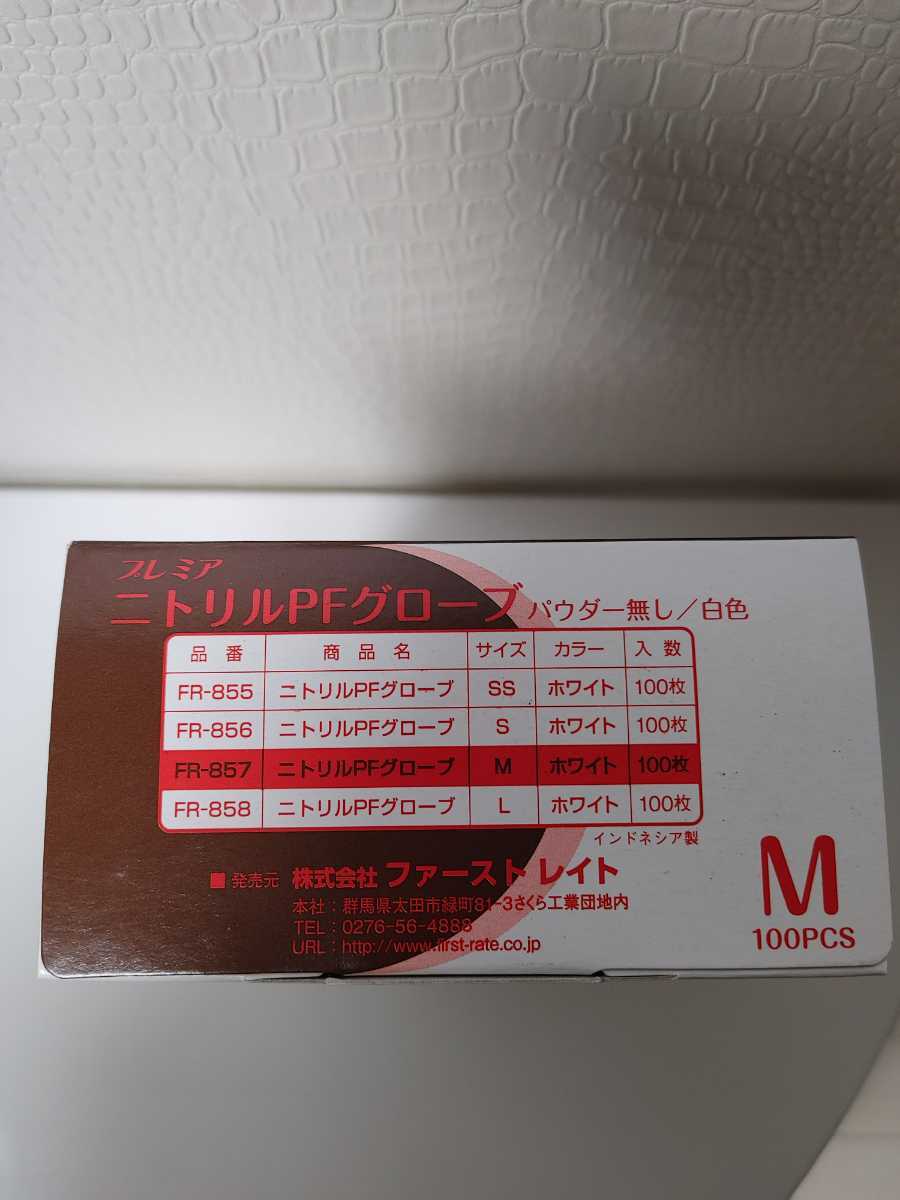 プレミア
ニトリルPFグローブ パウダー無し／白色
品番 商品名 サイズ カラー 入数
FR-855 ニトリルPFグローブ SS ホワイト 100枚
FR-856 ニトリルPFグローブ S ホワイト 100枚
FR-857 ニトリルPFグローブ M ホワイト 100枚
FR-858 ニトリルPFグローブ L ホワイト 100枚
インドネシア製
■発売元 株式会社 ファースト レイト
本社：群馬県太田市緑町81-3さくら工業団地内
TEL：0276-56-4888
URL：http://www.first-rate.co.jp
M
100PCS